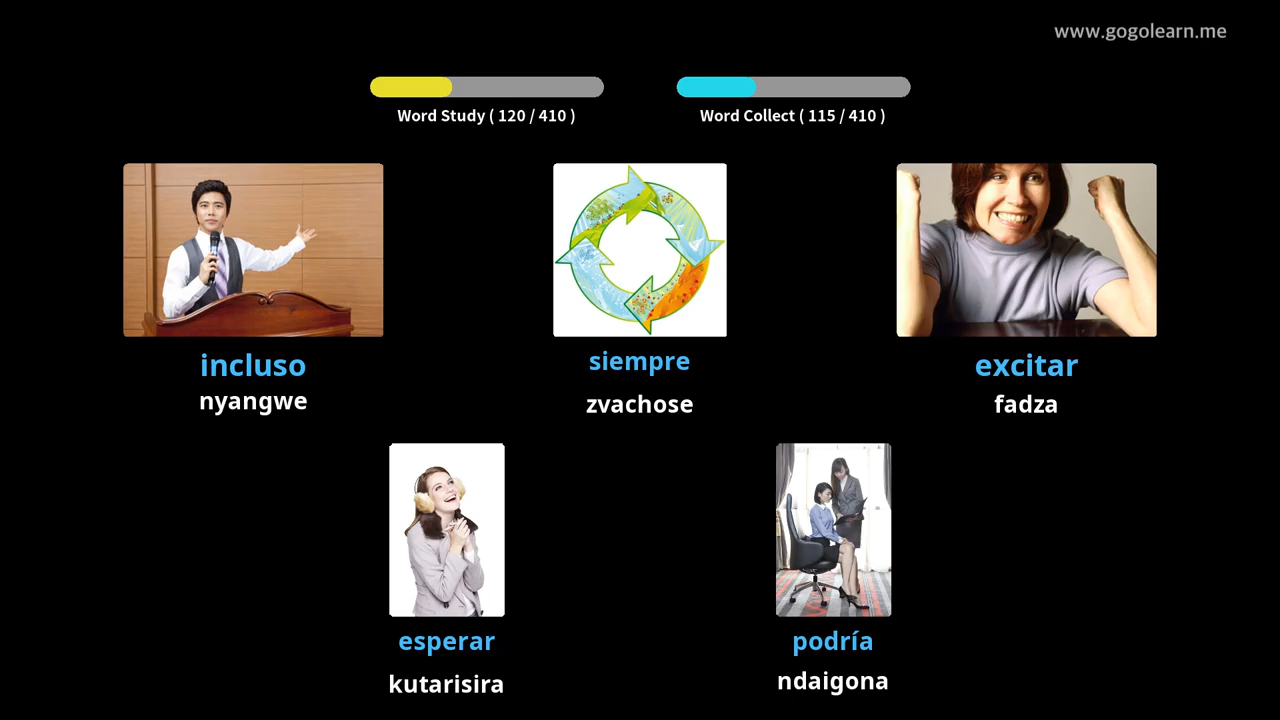 www.gogolearn.me
Word Study ( 120 / 410 )
Word Collect ( 115 / 410 )
incluso
nyangwe
siempre
zvachose
excitar
fadza
esperar
kutarisira
podría
ndaigona